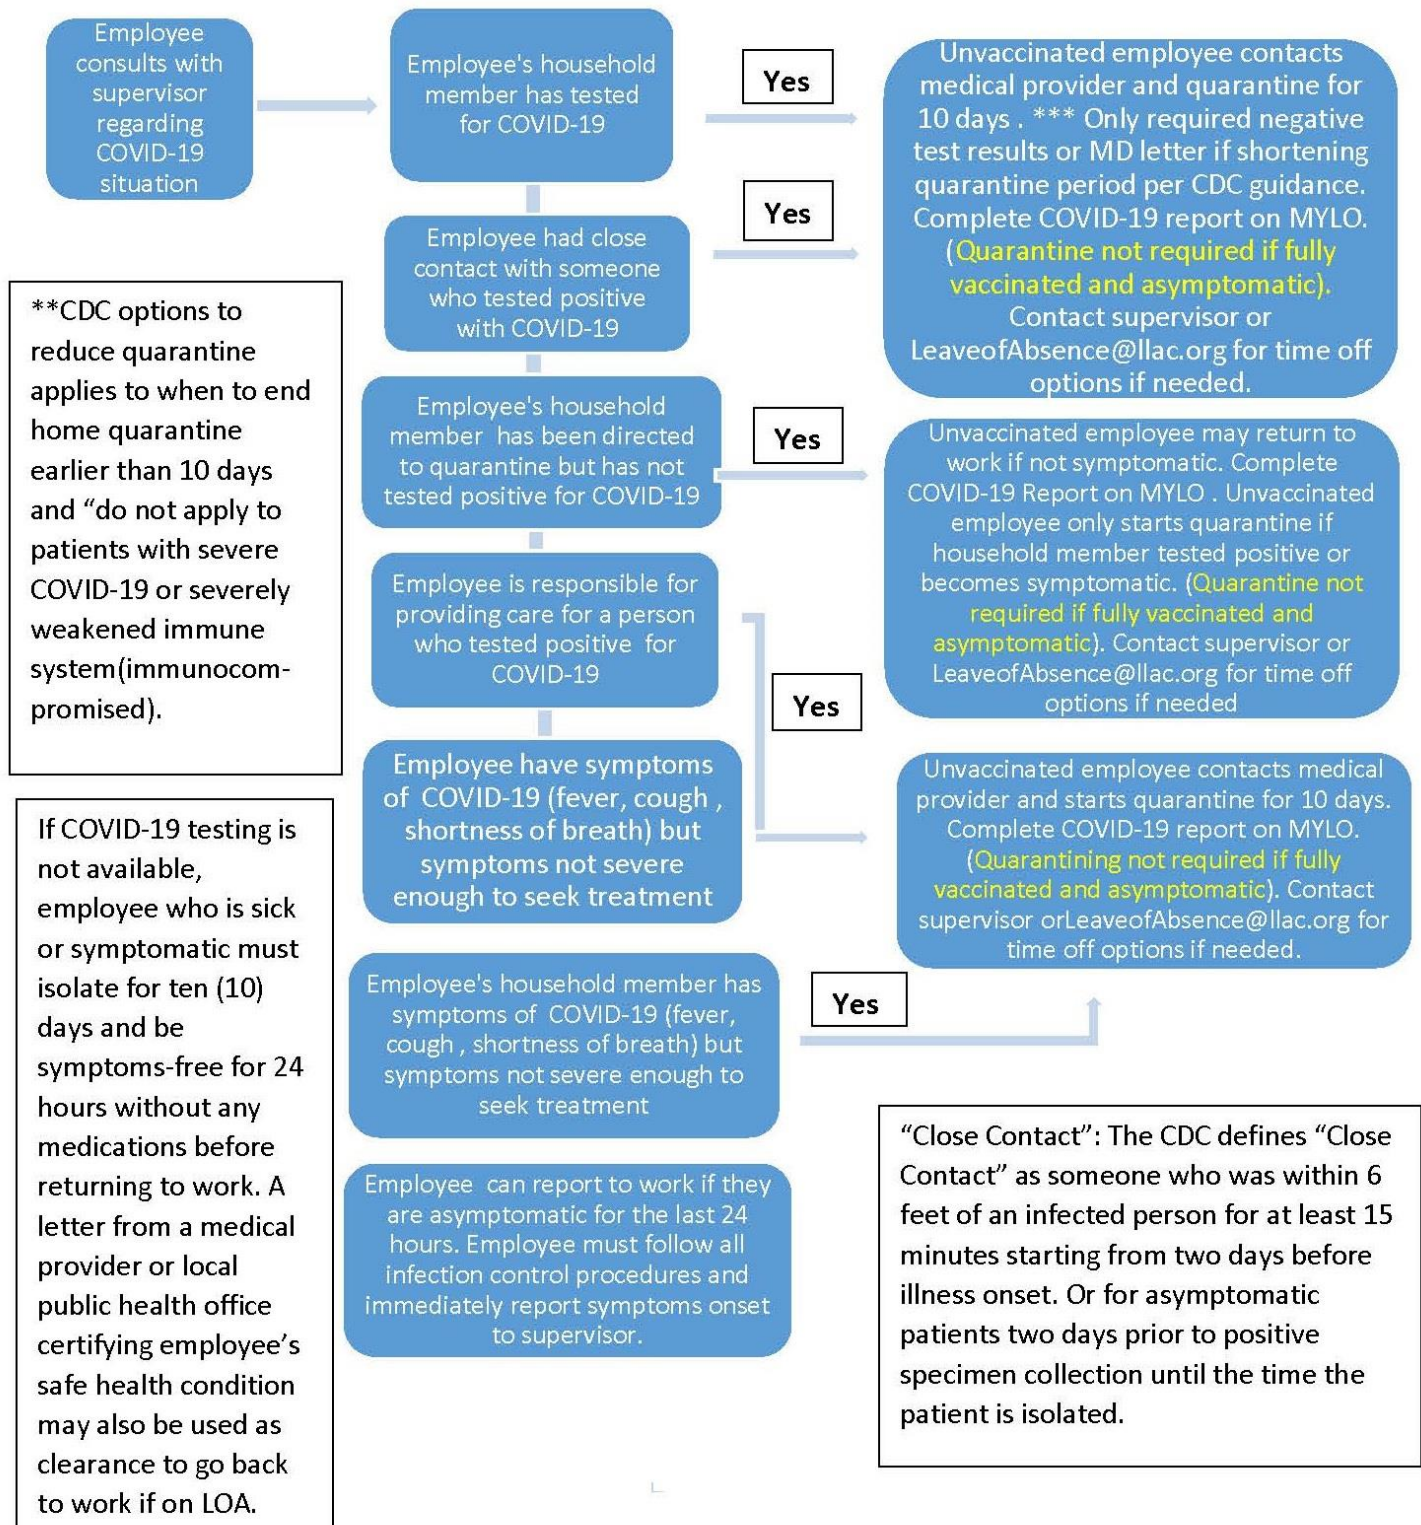 Employee
consults with
supervisor
regarding
COVID-19
situation
Employee's household
member has tested
for COVID-19
Yes
Unvaccinated employee contacts
medical provider and quarantine for
10 days . *** Only required negative
test results or MD letter if shortening
quarantine period per CDC guidance.
Complete COVID-19 report on MYLO.
(Quarantine not required if fully
vaccinated and asymptomatic).
Contact supervisor or
LeaveofAbsence@llac.org for time off
options if needed.
Employee had close
contact with someone
who tested positive
with COVID-19
Yes
**CDC options to
reduce quarantine
applies to when to end
home quarantine
earlier than 10 days
and “do not apply to
patients with severe
COVID-19 or severely
weakened immune
system(immunocom-
promised).
Employee's household
member has been directed
to quarantine but has not
tested positive for COVID-19
Yes
Unvaccinated employee may return to
work if not symptomatic. Complete
COVID-19 Report on MYLO . Unvaccinated
employee only starts quarantine if
household member tested positive or
becomes symptomatic. (Quarantine not
required if fully vaccinated and
asymptomatic). Contact supervisor or
LeaveofAbsence@llac.org for time off
options if needed
Employee is responsible for
providing care for a person
who tested positive for
COVID-19
Yes
Employee have symptoms
of COVID-19 (fever, cough ,
shortness of breath) but
symptoms not severe
enough to seek treatment
Unvaccinated employee contacts medical
provider and starts quarantine for 10 days.
Complete COVID-19 report on MYLO.
(Quarantining not required if fully
vaccinated and asymptomatic). Contact
supervisor orLeaveofAbsence@llac.org for
time off options if needed.
If COVID-19 testing is
not available,
employee who is sick
or symptomatic must
isolate for ten (10)
days and be
symptoms-free for 24
hours without any
medications before
returning to work. A
letter from a medical
provider or local
public health office
certifying employee’s
safe health condition
may also be used as
clearance to go back
to work if on LOA.
Employee's household member has
symptoms of COVID-19 (fever,
cough , shortness of breath) but
symptoms not severe enough to
seek treatment
Yes
Employee can report to work if they
are asymptomatic for the last 24
hours. Employee must follow all
infection control procedures and
immediately report symptoms onset
to supervisor.
“Close Contact”: The CDC defines “Close
Contact” as someone who was within 6
feet of an infected person for at least 15
minutes starting from two days before
illness onset. Or for asymptomatic
patients two days prior to positive
specimen collection until the time the
patient is isolated.